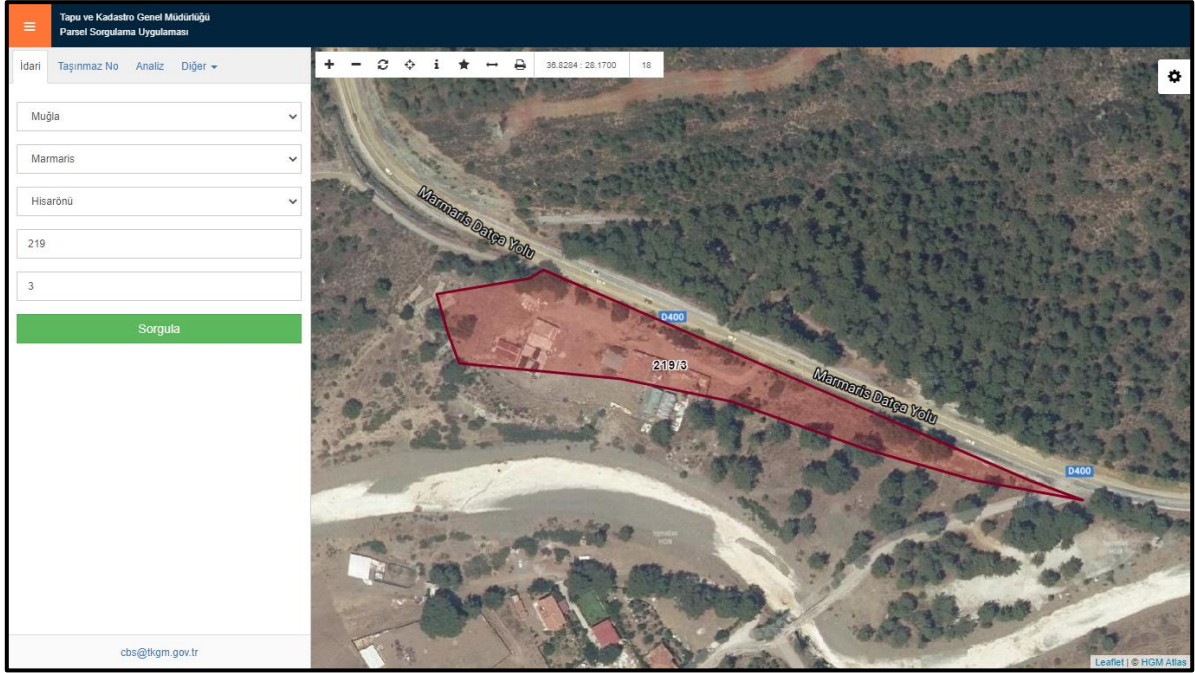 Tapu ve Kadastro Genel Müdürlüğü
Parsel Sorgulama Uygulaması
İdari Taşınmaz No Analiz Diğer
36.8284 : 28.1700 18
Muğla
Marmaris
Hisarönü
219
3
Sorgula
Marmaris Datça Yolu
D400
219/3
Marmaris Datça Yolu
D400
cbs@tkgm.gov.tr
Leaflet | © HGM Atlas